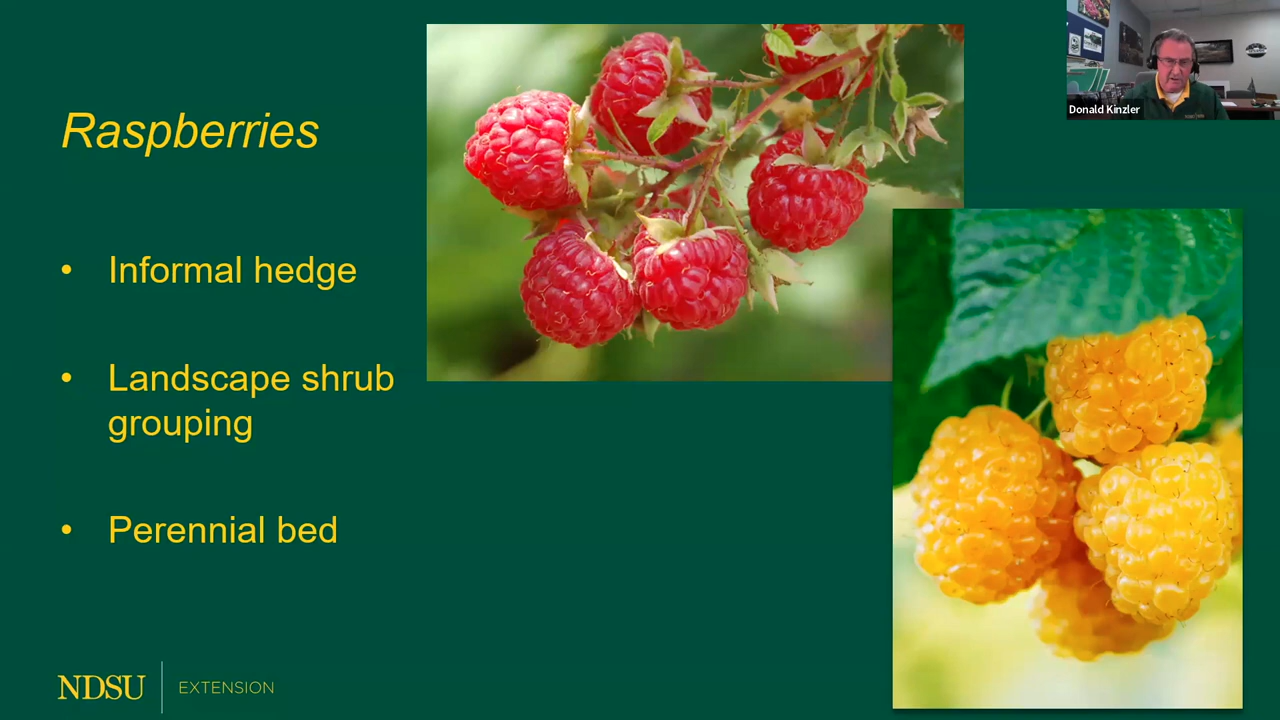 Donald Kinzler
Raspberries
• Informal hedge
• Landscape shrub
grouping
• Perennial bed
NDSU EXTENSION